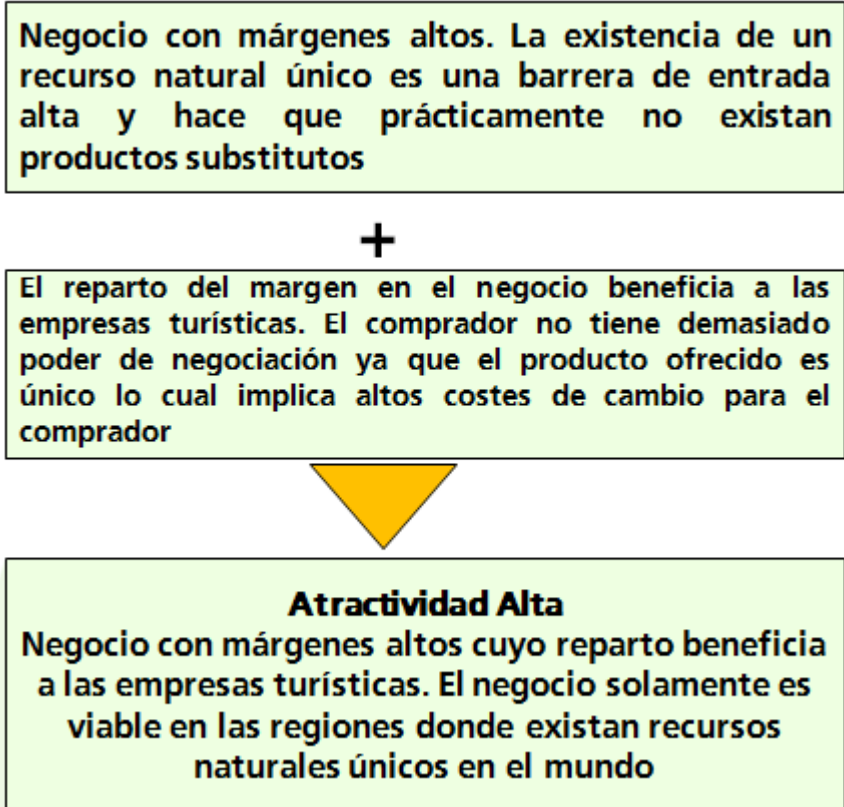 Negocio con márgenes altos. La existencia de un
recurso natural único es una barrera de entrada
alta y hace que prácticamente no existan
productos substitutos
+
El reparto del margen en el negocio beneficia a las
empresas turísticas. El comprador no tiene demasiado
poder de negociación ya que el producto ofrecido es
único lo cual implica altos costes de cambio para el
comprador
Atractividad Alta
Negocio con márgenes altos cuyo reparto beneficia
a las empresas turísticas. El negocio solamente es
viable en las regiones donde existan recursos
naturales únicos en el mundo